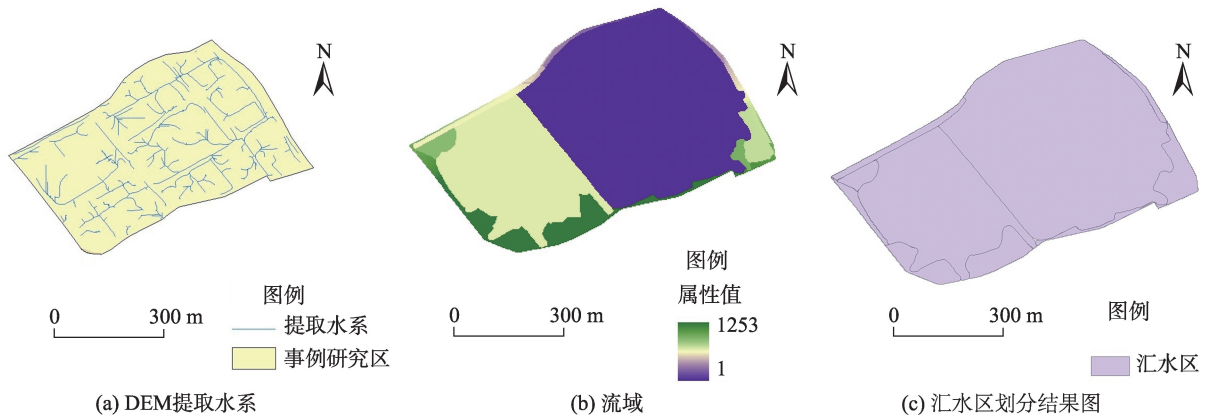 N
0 300 m
图例
提取水系
事例研究区
(a) DEM提取水系
N
0 300 m
图例
属性值
1253
1
(b) 流域
N
0 300 m
图例
汇水区
(c) 汇水区划分结果图